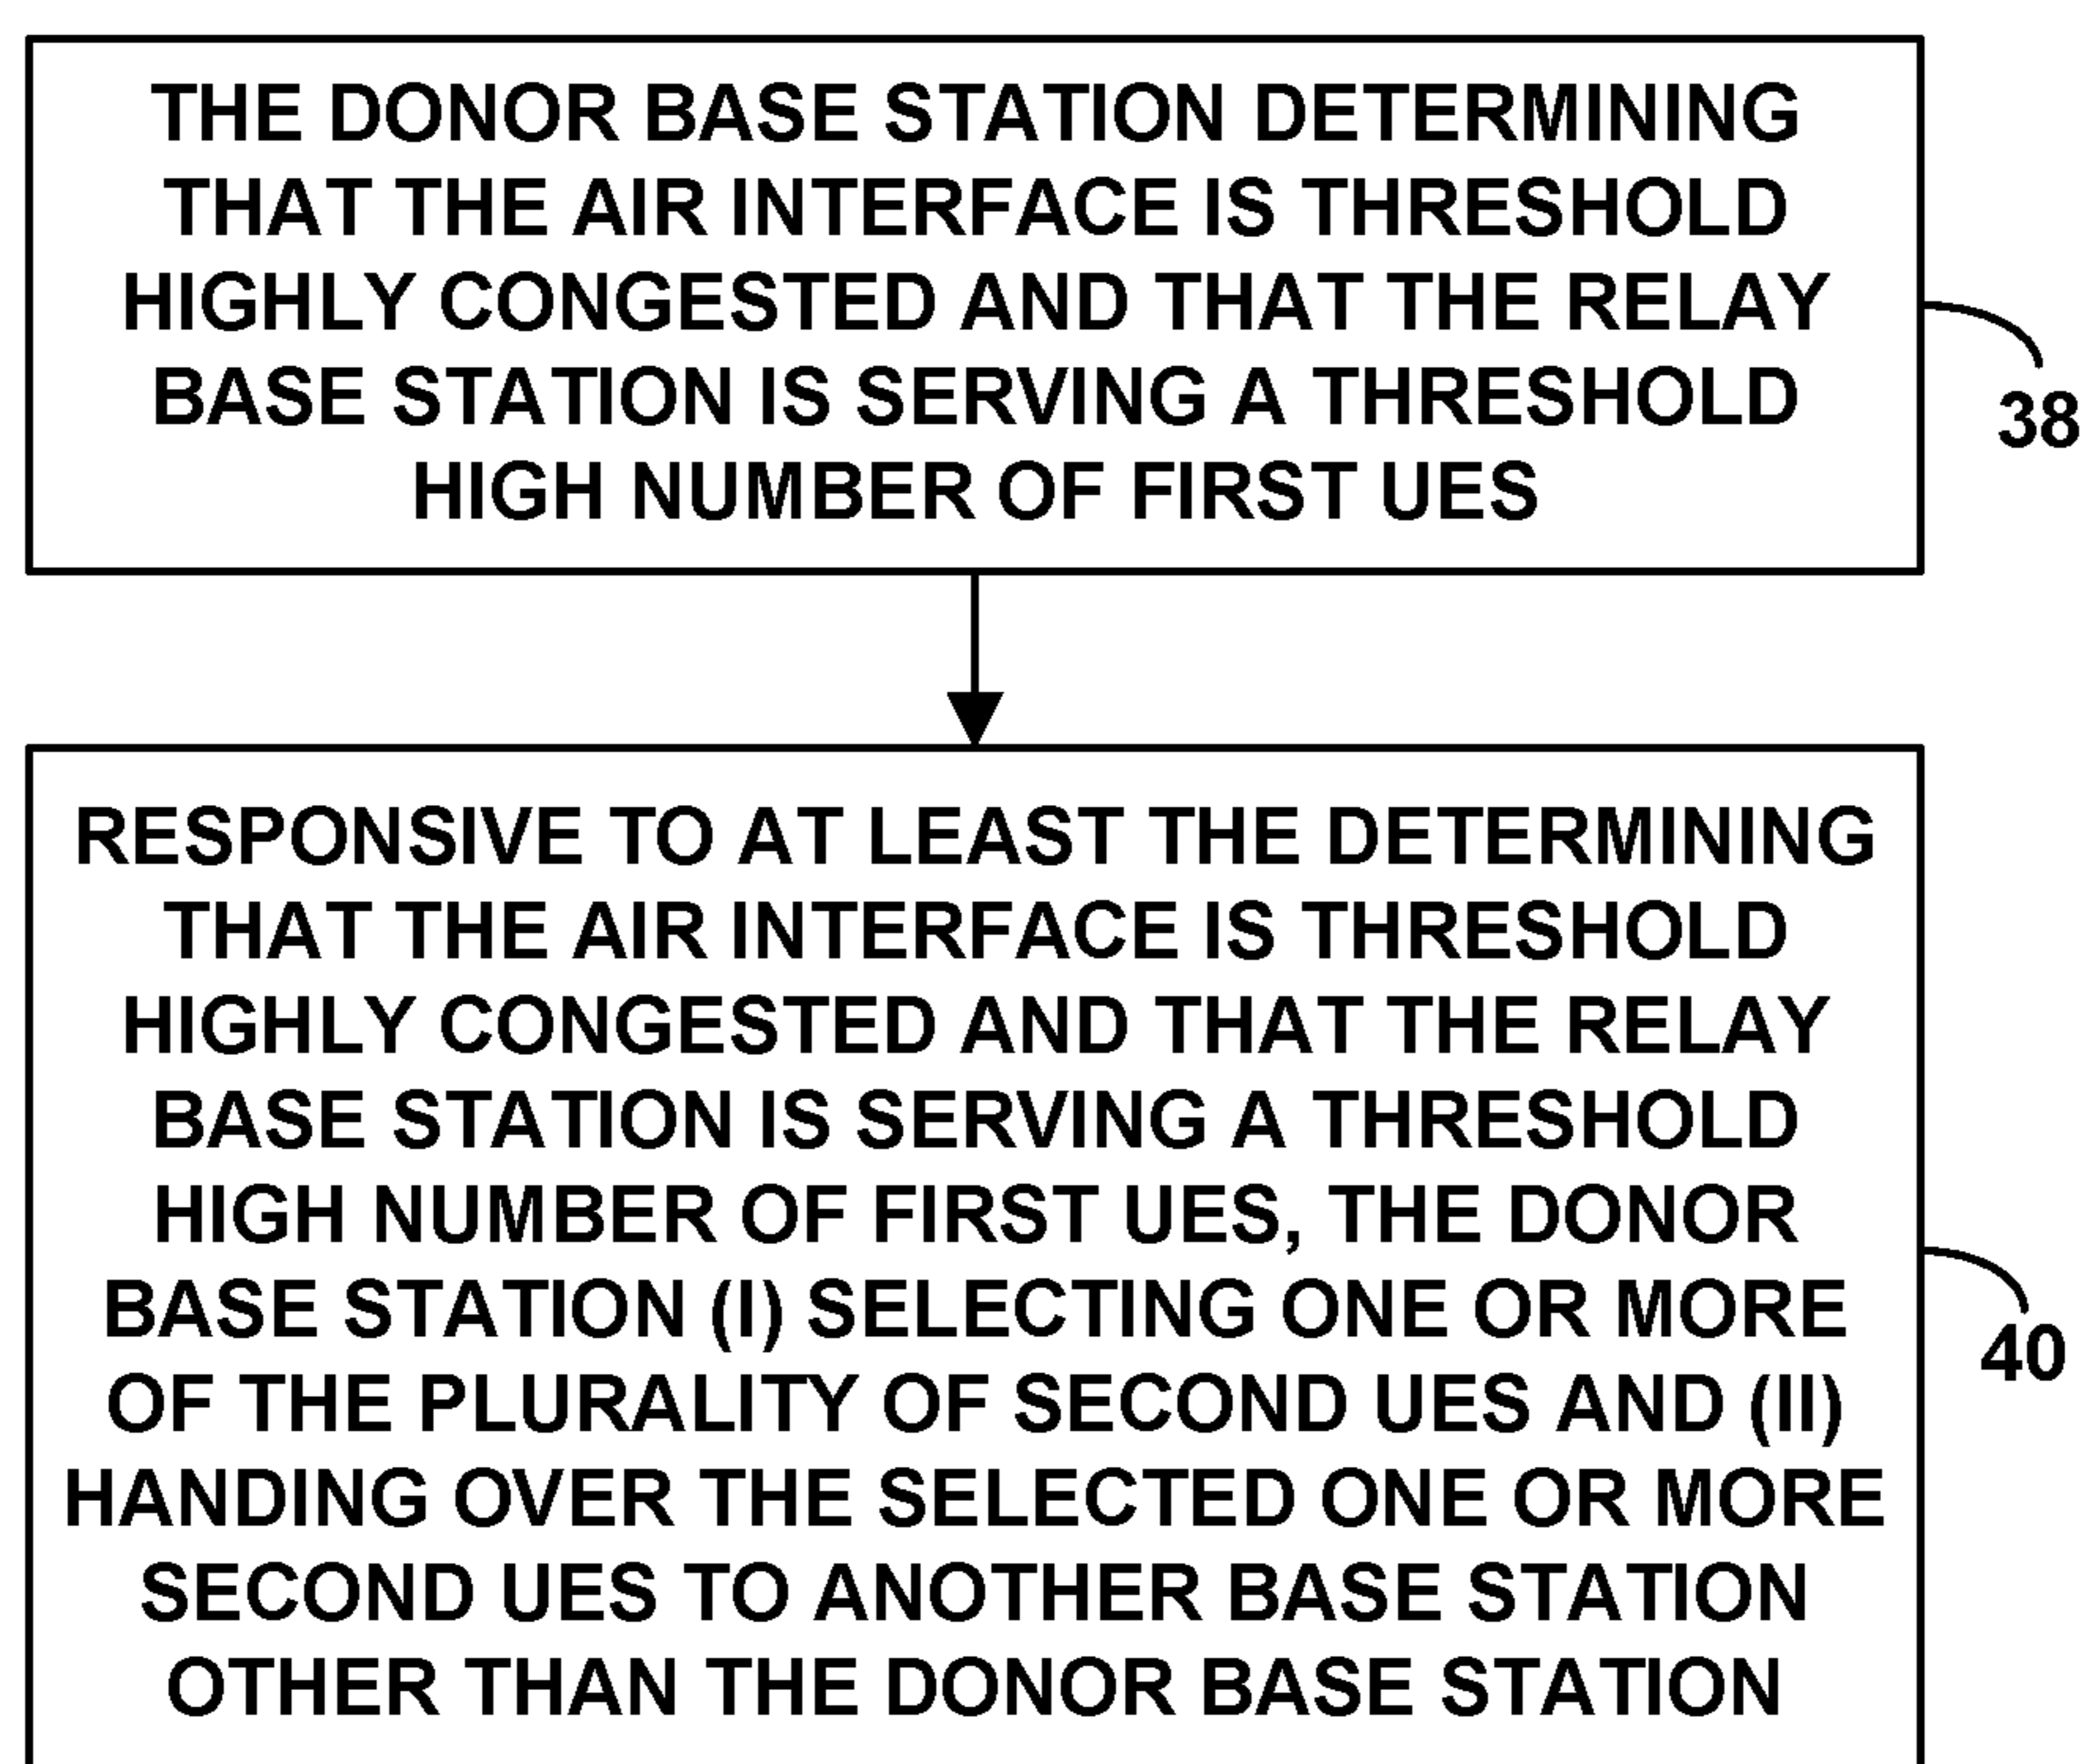 THE DONOR BASE STATION DETERMINING
THAT THE AIR INTERFACE IS THRESHOLD
HIGHLY CONGESTED AND THAT THE RELAY
BASE STATION IS SERVING A THRESHOLD
HIGH NUMBER OF FIRST UES
38
RESPONSIVE TO AT LEAST THE DETERMINING
THAT THE AIR INTERFACE IS THRESHOLD
HIGHLY CONGESTED AND THAT THE RELAY
BASE STATION IS SERVING A THRESHOLD
HIGH NUMBER OF FIRST UES, THE DONOR
BASE STATION (I) SELECTING ONE OR MORE
OF THE PLURALITY OF SECOND UES AND (II)
HANDING OVER THE SELECTED ONE OR MORE
SECOND UES TO ANOTHER BASE STATION
OTHER THAN THE DONOR BASE STATION
40